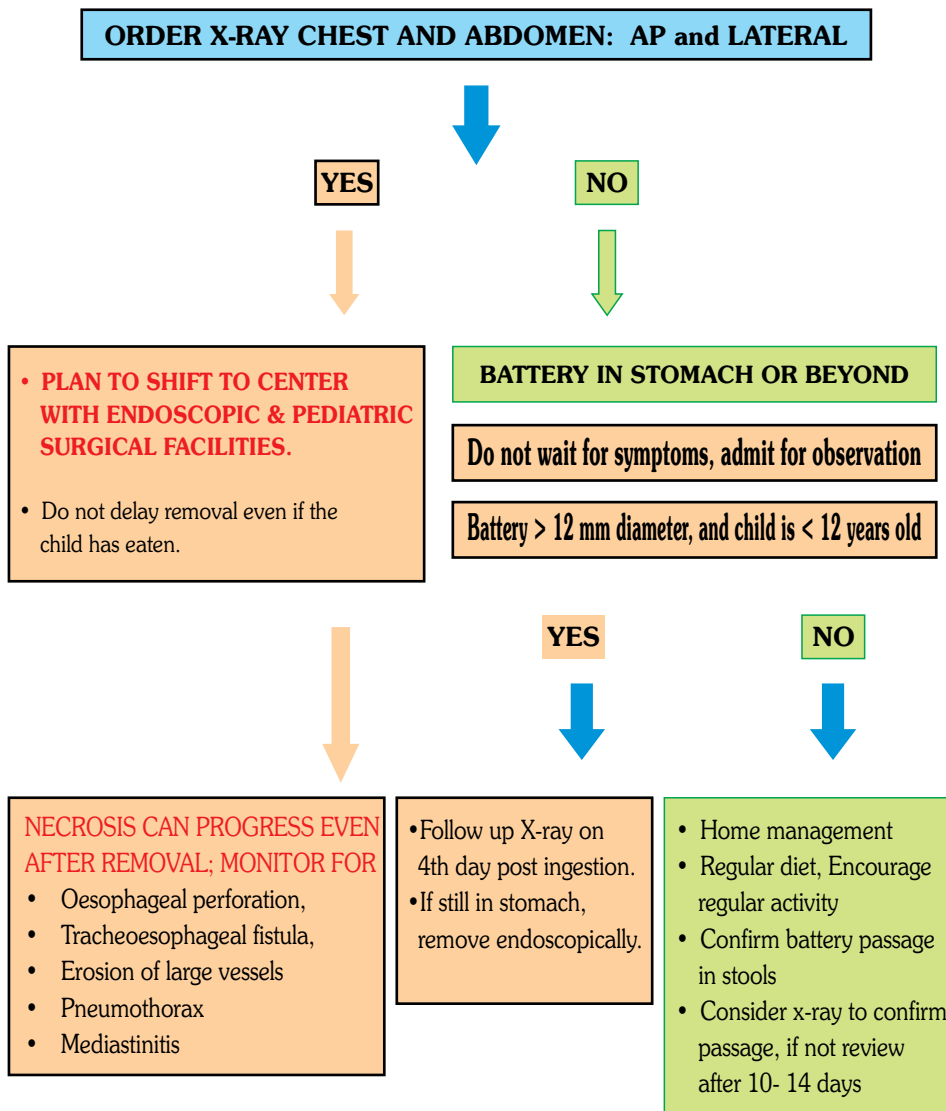 ORDER X-RAY CHEST AND ABDOMEN: AP and LATERAL
YES
NO
• PLAN TO SHIFT TO CENTER
WITH ENDOSCOPIC & PEDIATRIC
SURGICAL FACILITIES.
• Do not delay removal even if the
child has eaten.
BATTERY IN STOMACH OR BEYOND
Do not wait for symptoms, admit for observation
Battery > 12 mm diameter, and child is < 12 years old
YES
NO
NECROSIS CAN PROGRESS EVEN
AFTER REMOVAL; MONITOR FOR
• Oesophageal perforation,
• Tracheoesophageal fistula,
• Erosion of large vessels
• Pneumothorax
• Mediastinitis
•Follow up X-ray on
4th day post ingestion.
•If still in stomach,
remove endoscopically.
• Home management
• Regular diet, Encourage
regular activity
• Confirm battery passage
in stools
• Consider x-ray to confirm
passage, if not review
after 10- 14 days